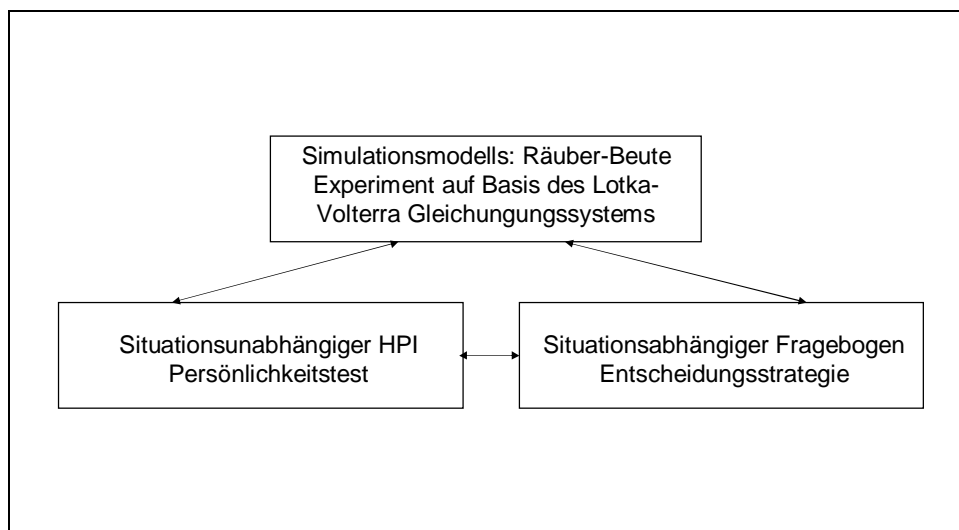 Simulationsmodells: Räuber-Beute
Experiment auf Basis des Lotka-
Volterra Gleichungungssystems
Situationsunabhängiger HPI
Persönlichkeitstest
Situationsabhängiger Fragebogen
Entscheidungsstrategie